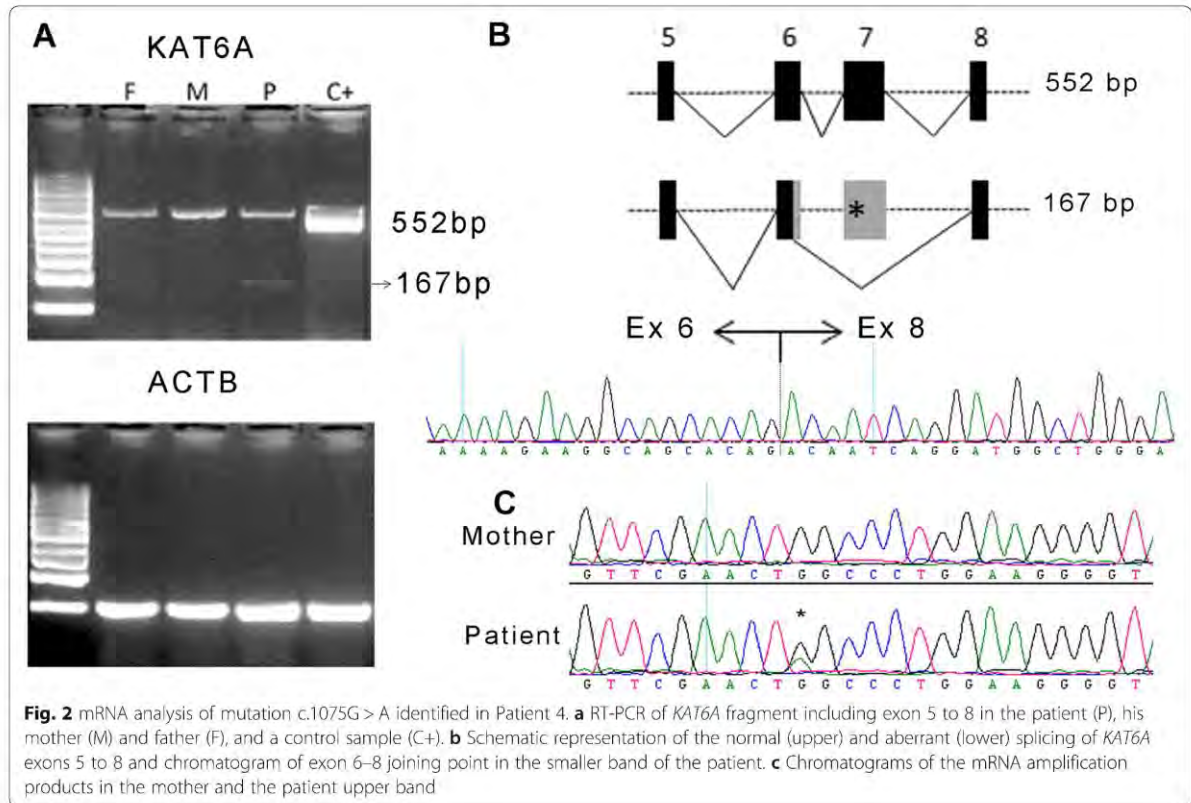 A
KAT6A
F M P C+
552bp
→167bp
ACTB
B
5 6 7 8
552 bp
*
167 bp
Ex 6 Ex 8
AAAAGAAGGCAGCACAGACAATCAGGATGGCTGGGA
C
Mother
GTTCGAACTGGCCCTGGAAGGGGT
Patient
*
GTTCGAACTGGCCCTGGAAGGGGT
Fig. 2 mRNA analysis of mutation c.1075G > A identified in Patient 4. a RT-PCR of KAT6A fragment including exon 5 to 8 in the patient (P), his
mother (M) and father (F), and a control sample (C+). b Schematic representation of the normal (upper) and aberrant (lower) splicing of KAT6A
exons 5 to 8 and chromatogram of exon 6–8 joining point in the smaller band of the patient. c Chromatograms of the mRNA amplification
products in the mother and the patient upper band